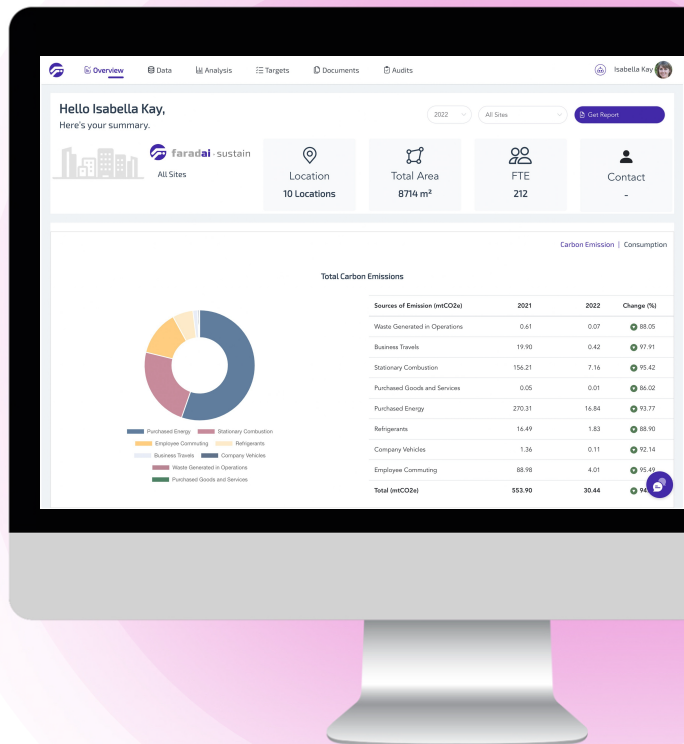 Overview Data Analysis Targets Documents Audits Isabella Kay
Hello Isabella Kay,
Here's your summary.
2022 All Sites Get Report
faradai-sustain
All Sites
Location
10 Locations
Total Area
8714 m²
FTE
212
Contact
-
Carbon Emission | Consumption
Total Carbon Emissions
Purchased Energy Stationary Combustion
Employee Commuting Refrigerants
Business Travels Company Vehicles
Waste Generated in Operations
Purchased Goods and Services
Sources of Emission (mtCO2e) 2021 2022 Change (%)
Waste Generated in Operations 0.61 0.07 88.05
Business Travels 19.90 0.42 97.91
Stationary Combustion 156.21 7.16 95.42
Purchased Goods and Services 0.05 0.01 86.02
Purchased Energy 270.31 16.84 93.77
Refrigerants 16.49 1.83 88.90
Company Vehicles 1.36 0.11 92.14
Employee Commuting 88.98 4.01 95.49
Total (mtCO2e) 553.90 30.44